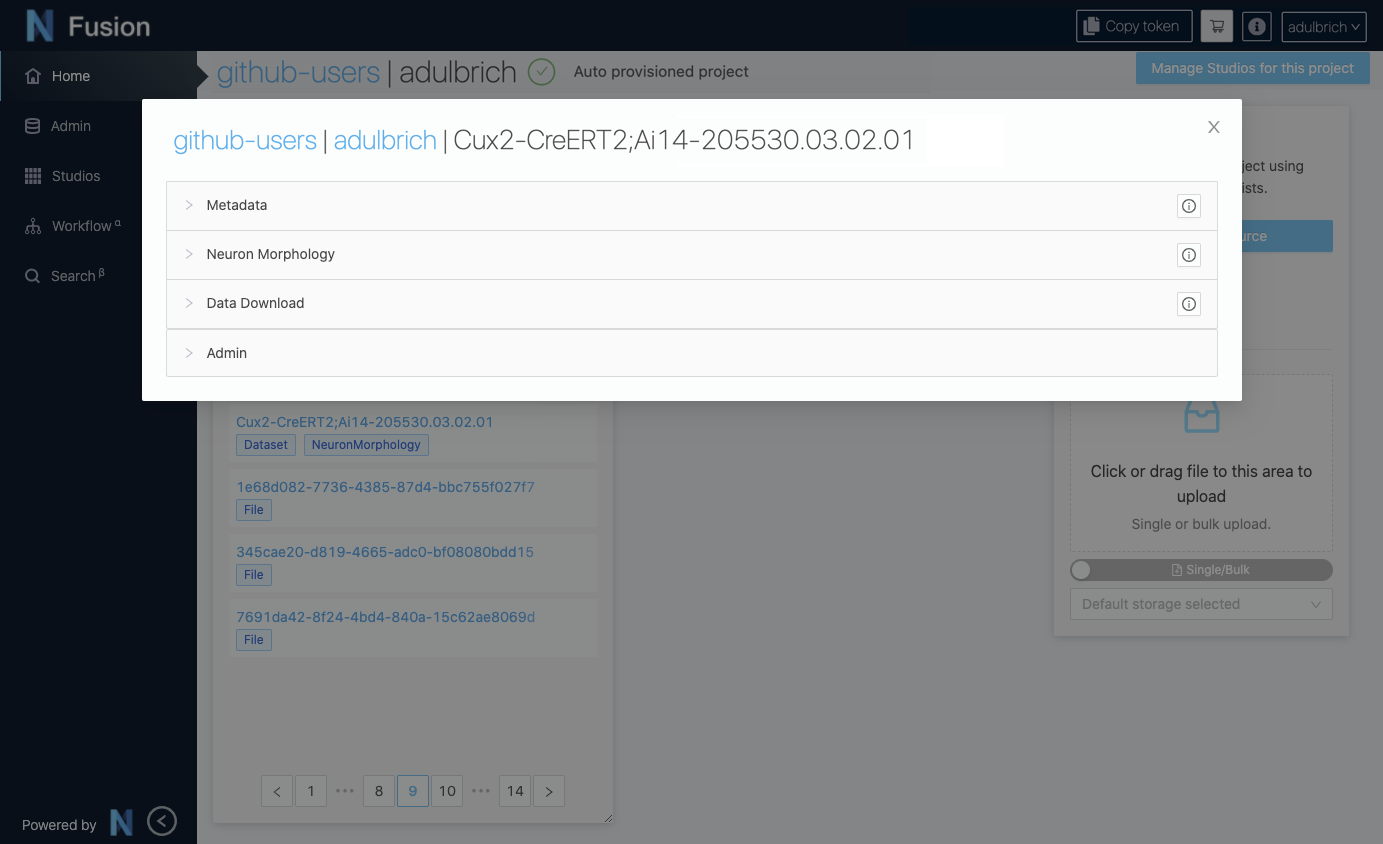 Fusion
Copy token
adulbrich
Home
github-users | adulbrich
Auto provisioned project
Manage Studios for this project
Admin
Studios
Workflow α
Search β
github-users | adulbrich | Cux2-CreERT2;Ai14-205530.03.02.01
Metadata
Neuron Morphology
Data Download
Admin
ject using
ists.
urce
Cux2-CreERT2;Ai14-205530.03.02.01
Dataset NeuronMorphology
1e68d082-7736-4385-87d4-bbc755f027f7
File
345cae20-d819-4665-adc0-bf08080bdd15
File
7691da42-8f24-4bd4-840a-15c62ae8069d
File
1 ••• 8 9 10 ••• 14
Click or drag file to this area to
upload
Single or bulk upload.
Single/Bulk
Default storage selected
Powered by